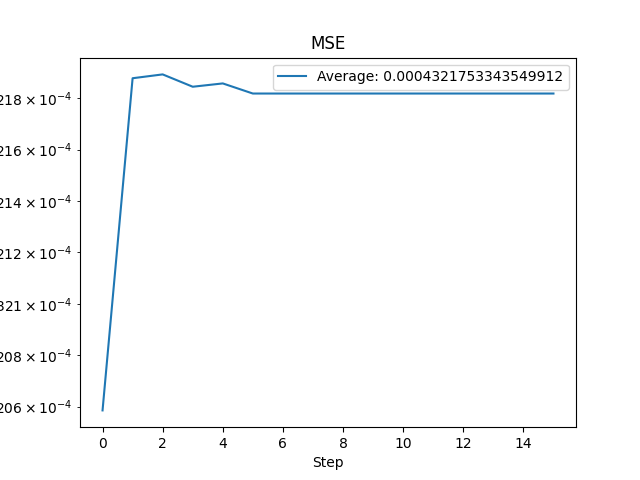 MSE
Average: 0.0004321753343549912
218 × 10⁻⁴
216 × 10⁻⁴
214 × 10⁻⁴
212 × 10⁻⁴
321 × 10⁻⁴
208 × 10⁻⁴
206 × 10⁻⁴
0 2 4 6 8 10 12 14
Step